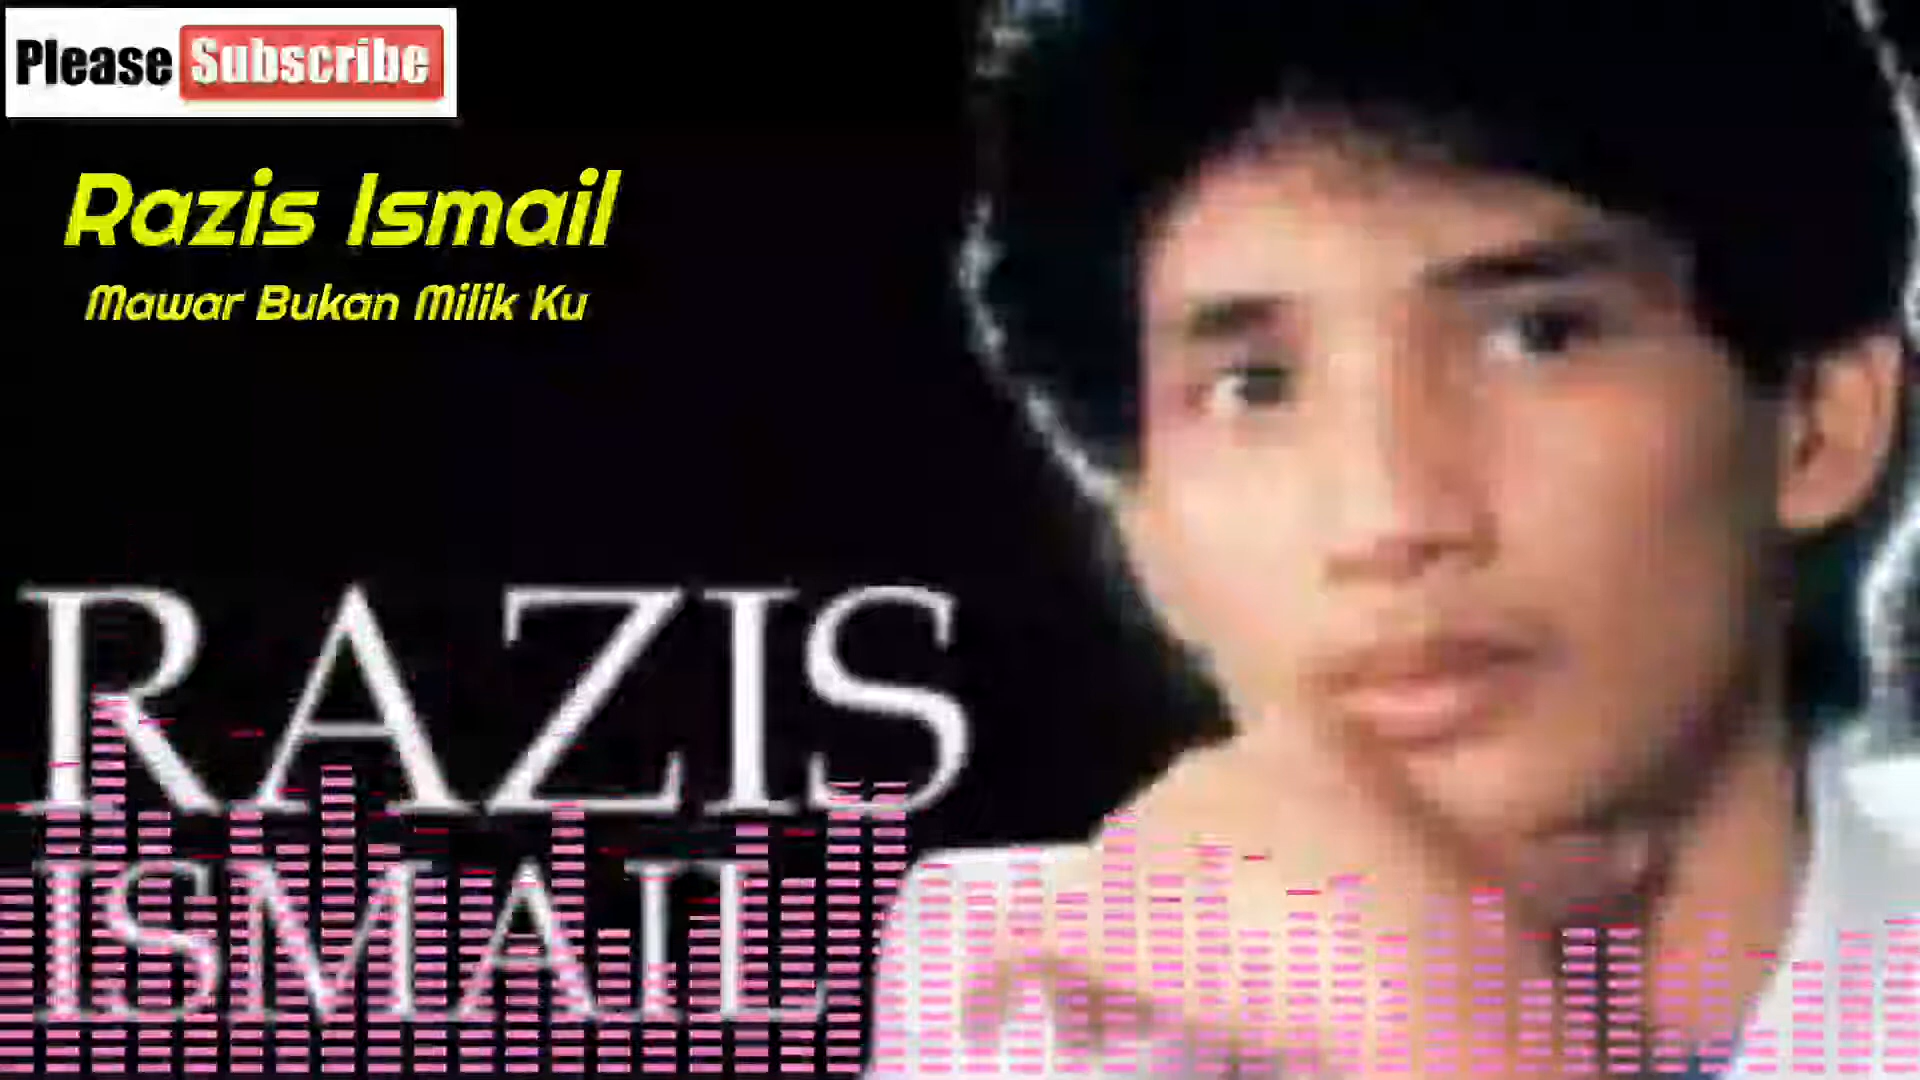 Please Subscribe
Razis Ismail
Mawar Bukan Milik Ku
RAZIS
ISMAIL